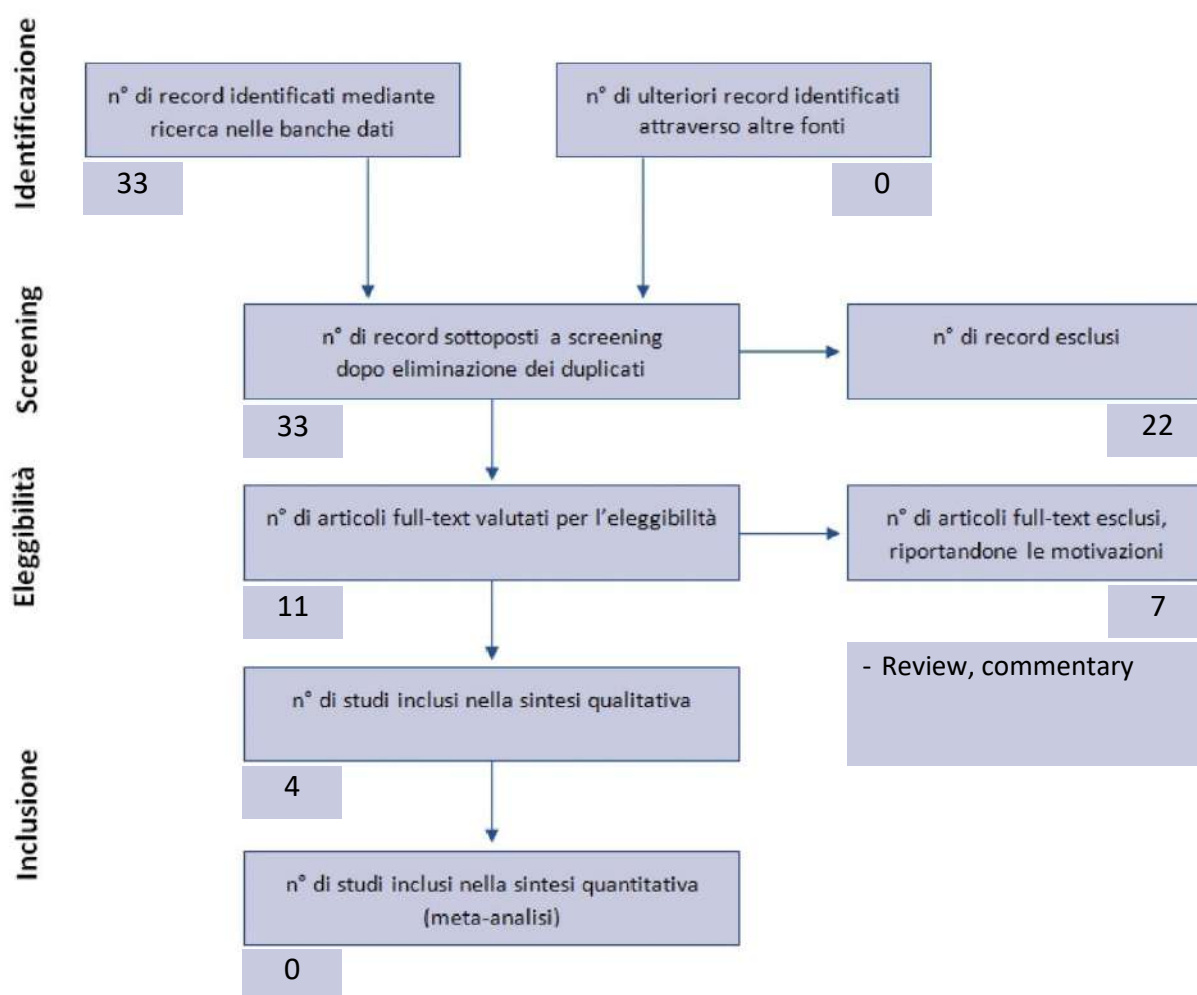 Identificazione
n° di record identificati mediante
ricerca nelle banche dati
33
n° di ulteriori record identificati
attraverso altre fonti
0
Screening
n° di record sottoposti a screening
dopo eliminazione dei duplicati
33
n° di record esclusi
22
Eleggibilità
n° di articoli full-text valutati per l'eleggibilità
11
n° di articoli full-text esclusi,
riportandone le motivazioni
7
- Review, commentary
Inclusione
n° di studi inclusi nella sintesi qualitativa
4
n° di studi inclusi nella sintesi quantitativa
(meta-analisi)
0